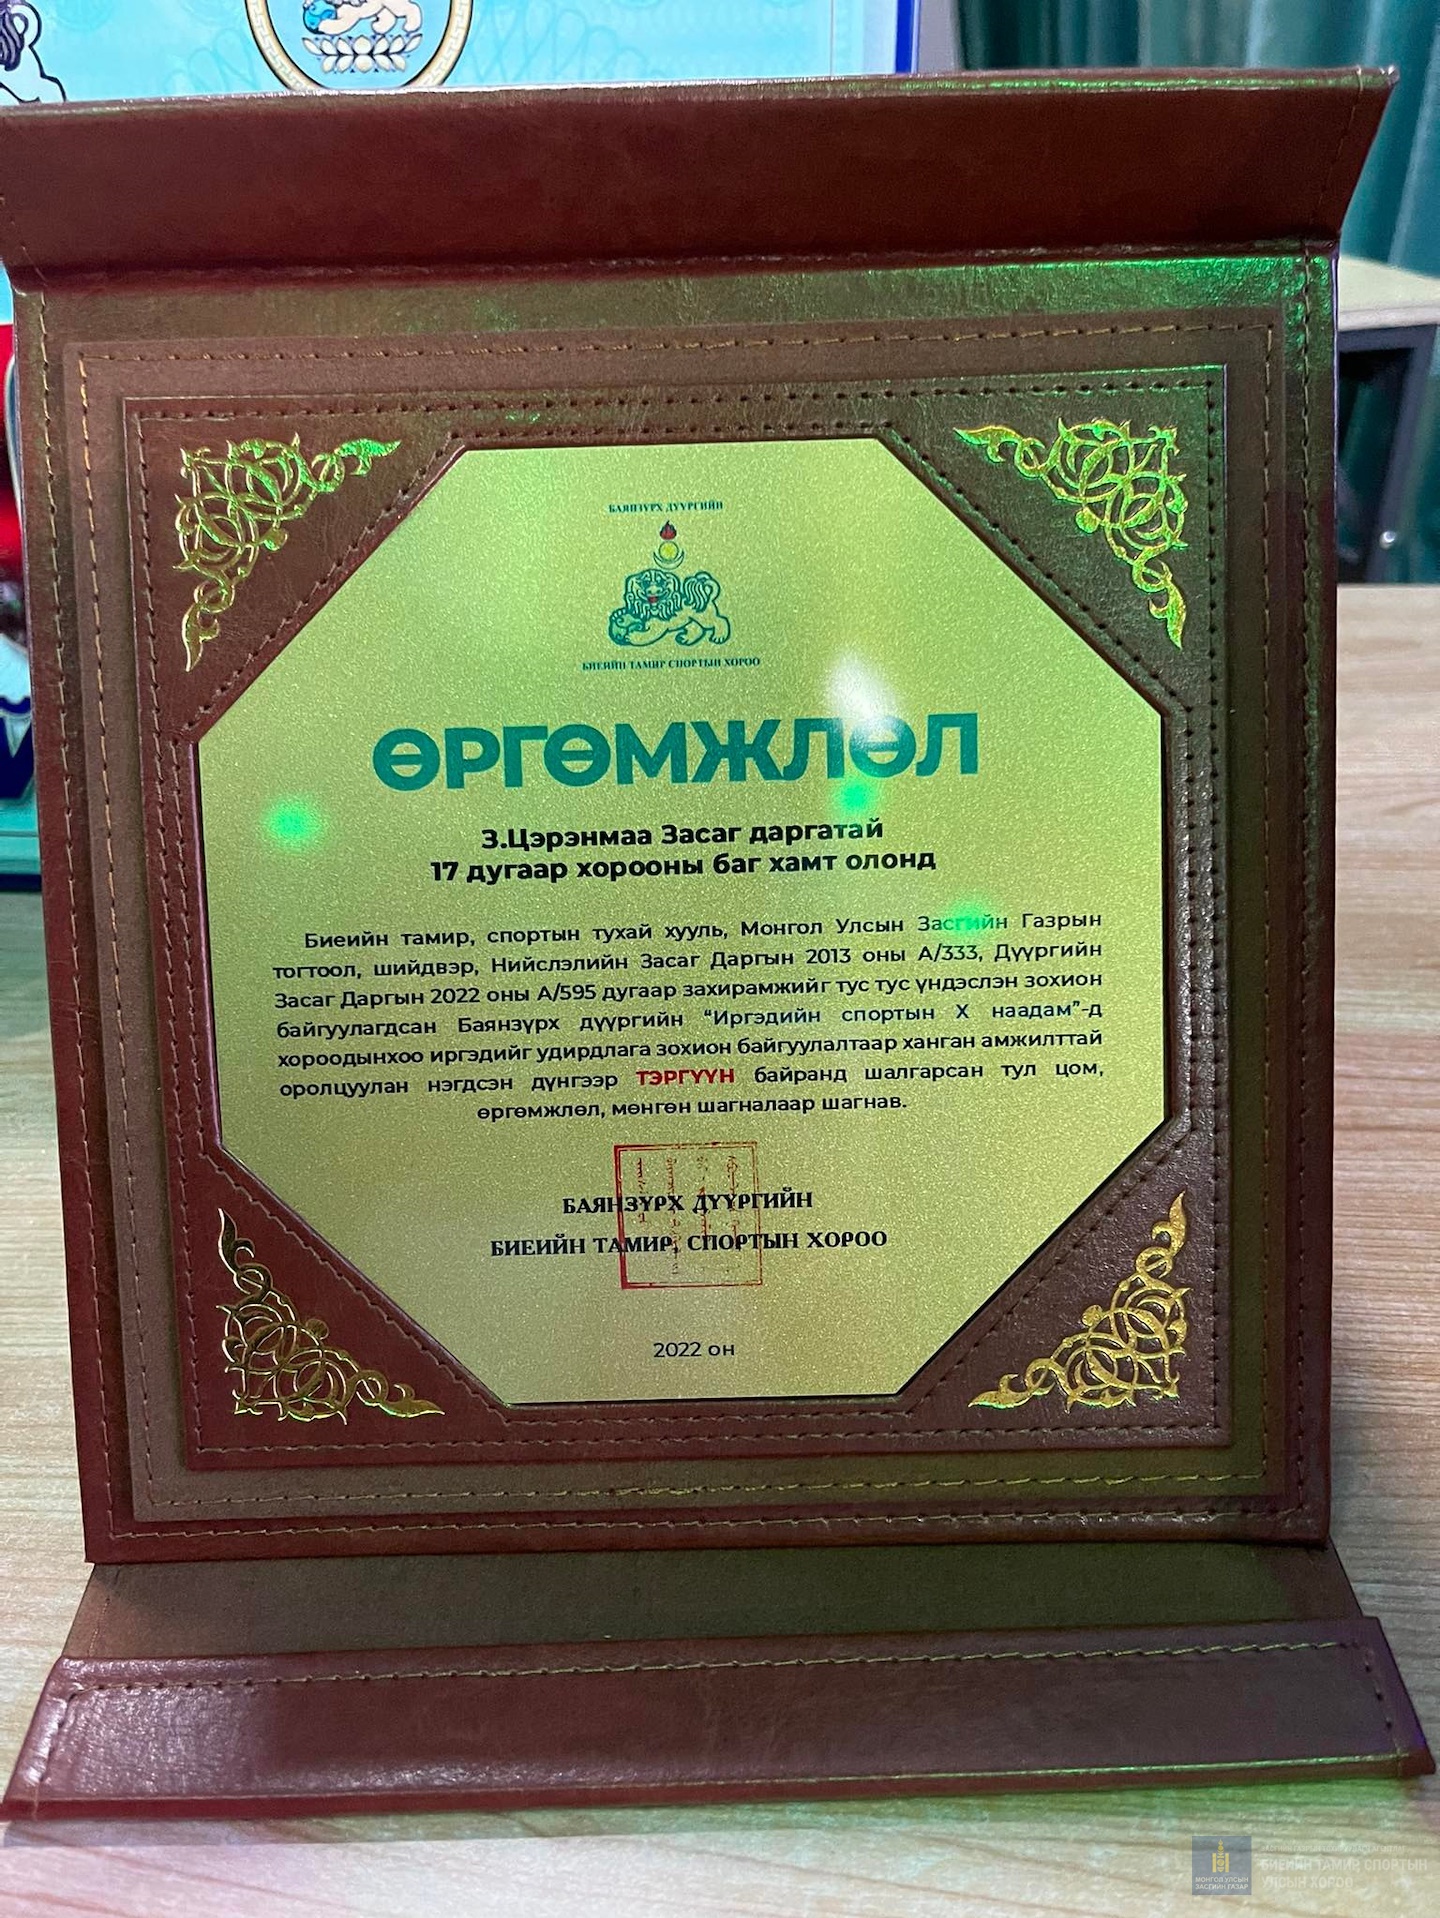 БАЯНЗҮРХ ДҮҮРГИЙН
БИЕИЙН ТАМИР СПОРТЫН ХОРОО
ӨРГӨМЖЛӨЛ
З.Цэрэнмаа Засаг даргатай
17 дугаар хорооны баг хамт олонд
Биеийн тамир, спортын тухай хууль, Монгол Улсын Засгийн Газрын
тогтоол, шийдвэр, Нийслэлийн Засаг Даргын 2013 оны А/333, Дүүргийн
Засаг Даргын 2022 оны А/595 дугаар захирамжийг тус тус үндэслэн зохион
байгуулагдсан Баянзүрх дүүргийн “Иргэдийн спортын X наадам”-д
хороодынхоо иргэдийг удирдлага зохион байгуулалтаар ханган амжилттай
оролцуулан нэгдсэн дүнгээр ТЭРГҮҮН байранд шалгарсан тул цом,
өргөмжлөл, мөнгөн шагналаар шагнав.
БАЯНЗҮРХ ДҮҮРГИЙН
БИЕИЙН ТАМИР, СПОРТЫН ХОРОО
2022 он
МОНГОЛ УЛСЫН
ЗАСГИЙН ГАЗАР
БИЕИЙН ТАМИР, СПОРТЫН
УЛСЫН ХОРОО